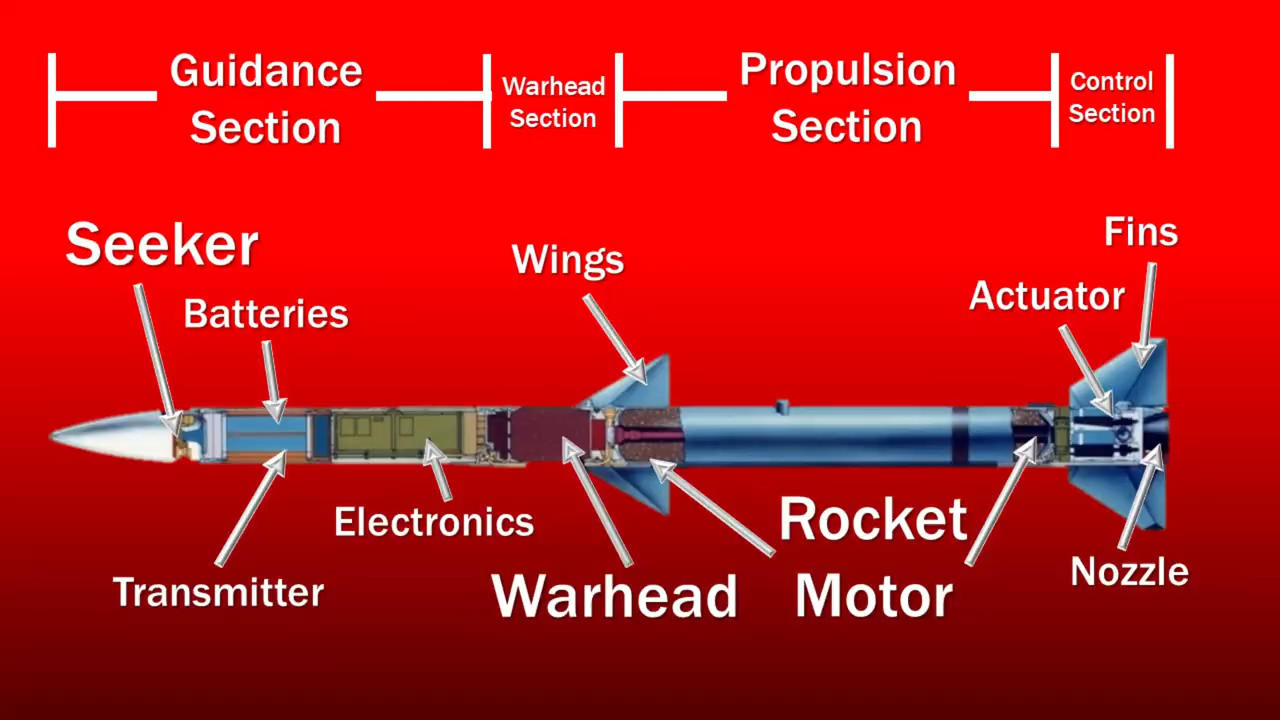 Guidance
Section
Warhead
Section
Propulsion
Section
Control
Section
Seeker
Batteries
Wings
Fins
Actuator
Electronics
Transmitter
Warhead
Rocket
Motor
Nozzle